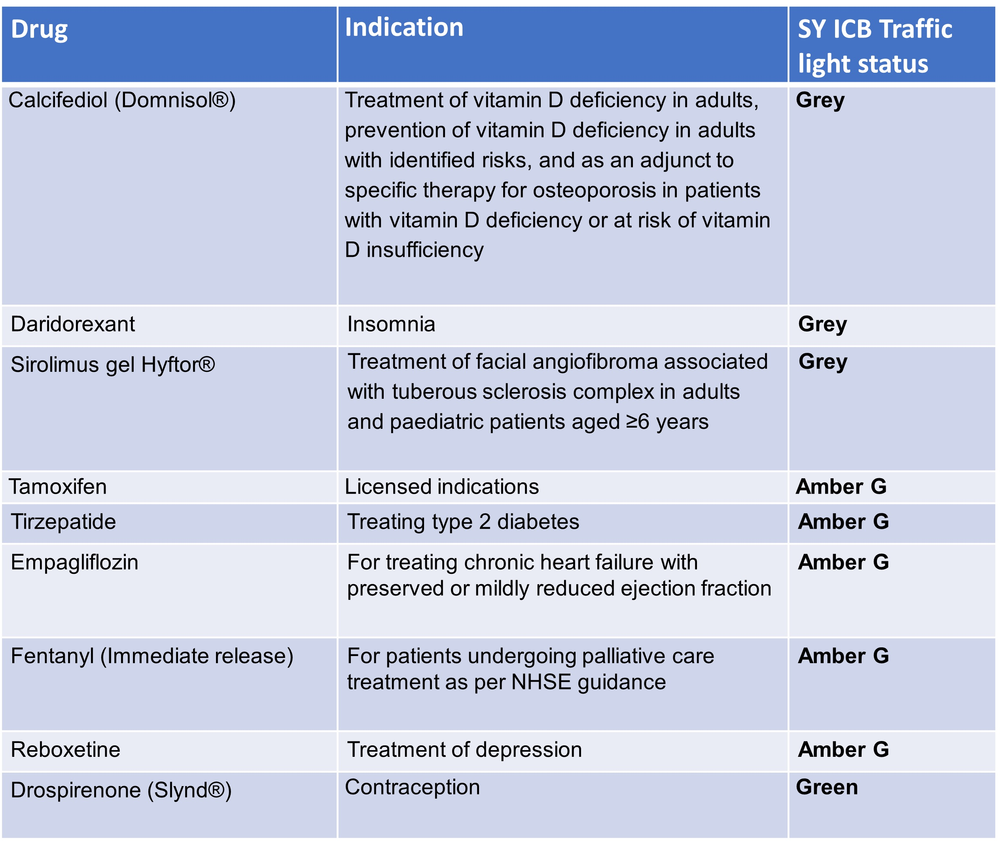 Drug
Indication
SY ICB Traffic
light status
Calcifediol (Domnisol®)
Treatment of vitamin D deficiency in adults,
prevention of vitamin D deficiency in adults
with identified risks, and as an adjunct to
specific therapy for osteoporosis in patients
with vitamin D deficiency or at risk of vitamin
D insufficiency
Grey
Daridorexant
Insomnia
Grey
Sirolimus gel Hyftor®
Treatment of facial angiofibroma associated
with tuberous sclerosis complex in adults
and paediatric patients aged ≥6 years
Grey
Tamoxifen
Licensed indications
Amber G
Tirzepatide
Treating type 2 diabetes
Amber G
Empagliflozin
For treating chronic heart failure with
preserved or mildly reduced ejection fraction
Amber G
Fentanyl (Immediate release)
For patients undergoing palliative care
treatment as per NHSE guidance
Amber G
Reboxetine
Treatment of depression
Amber G
Drospirenone (Slynd®)
Contraception
Green